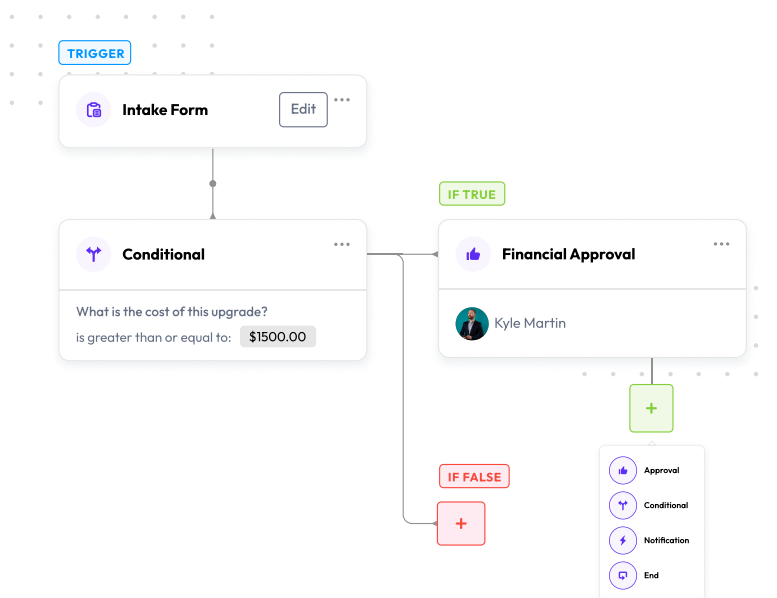 TRIGGER
Intake Form
Edit
IF TRUE
Conditional
Financial Approval
What is the cost of this upgrade?
is greater than or equal to: $1500.00
Kyle Martin
IF FALSE
Approval
Conditional
Notification
End